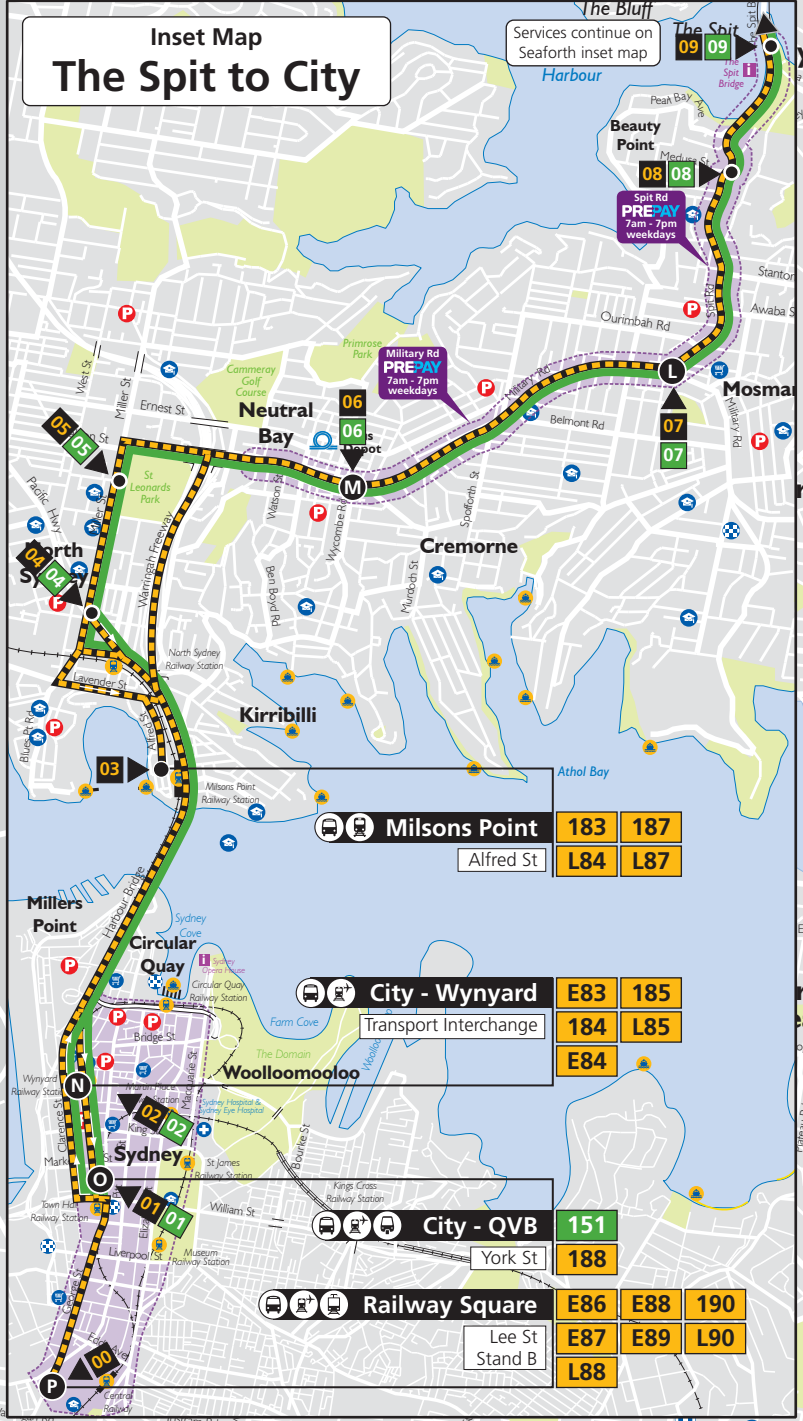 Inset Map
The Spit to City
The Bluff
Services continue on
Seaforth inset map
The Spit
09 09
The
Spit
Bridge
Harbour
Peal Bay Ave
Beauty
Point
Medusa St
08 08
Spit Rd
PREPAY
7am - 7pm
weekdays
Stanton
Spit Rd
Awaba S
Ourimbah Rd
P
P
Primrose
Park
Military Rd
PREPAY
7am - 7pm
weekdays
Military Rd
P
L
Mosman
West St
Miller St
Ernest St
Cammeray
Golf
Course
Neutral
Bay
06
06
Depot
Belmont Rd
07
07
Military Rd
P
05 05
St
Leonards
Park
M
P
Pacific Hwy
Watson St
Wycombe Rd
Spofforth St
Warringah Freeway
Cremorne
04 04
P
Ben Boyd Rd
Murdoch St
North Sydney
Railway Station
Lavender St
Kirribilli
Blues Pt Rd
P
Alfred St
03
Milsons Point
Railway Station
Athol Bay
Milsons Point
183 187
Alfred St
L84 L87
Harbour Bridge
Millers
Point
Sydney
Cove
Circular
Quay
Sydney
Opera House
Circular Quay
Railway Station
P
P P
Bridge St
Farm Cove
City - Wynyard
E83 185
Transport Interchange
184 L85
E84
P
The Domain
Woolloomooloo
Macquarie St
Wynyard
Railway Station
N
Martin Place
Clarence St
02 02
King St
Sydney Hospital &
Sydney Eye Hospital
Sydney
St James
Railway Station
Bourke St
Kings Cross
Railway Station
O
01 01
Town Hall
Railway Station
William St
City - QVB
151
York St
188
Liverpool St
Museum
Railway Station
George St
Railway Square
E86 E88 190
Lee St
Stand B
E87 E89 L90
L88
Eddy Ave
00
P
Central
Railway